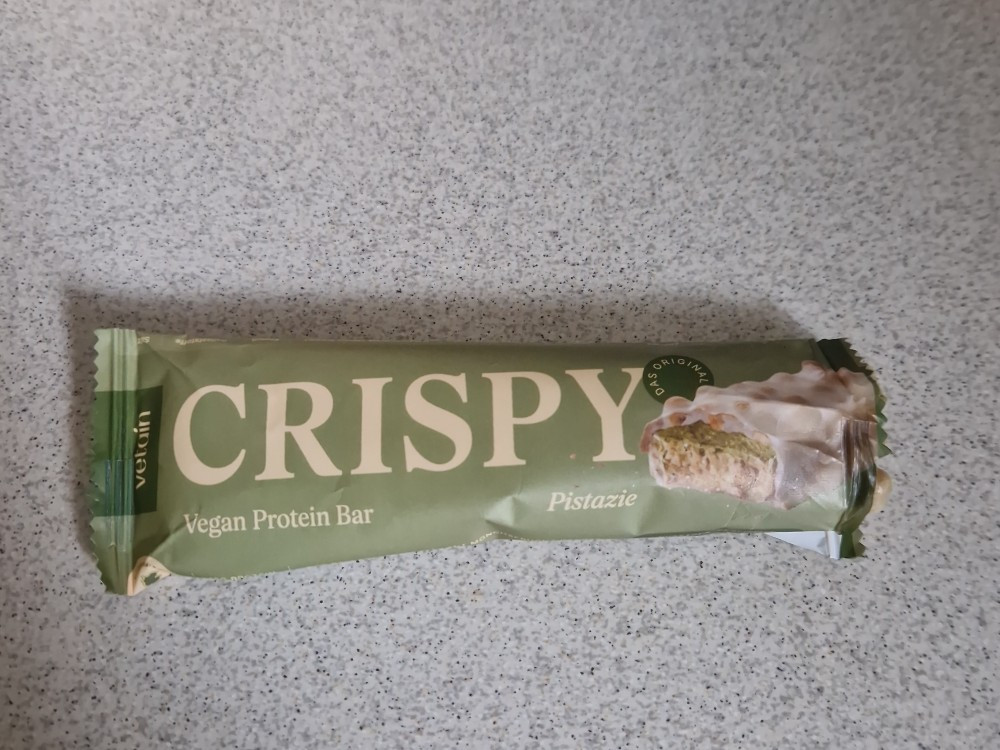 vetain
CRISPY
DAS ORIGINAL
Vegan Protein Bar
Pistazie